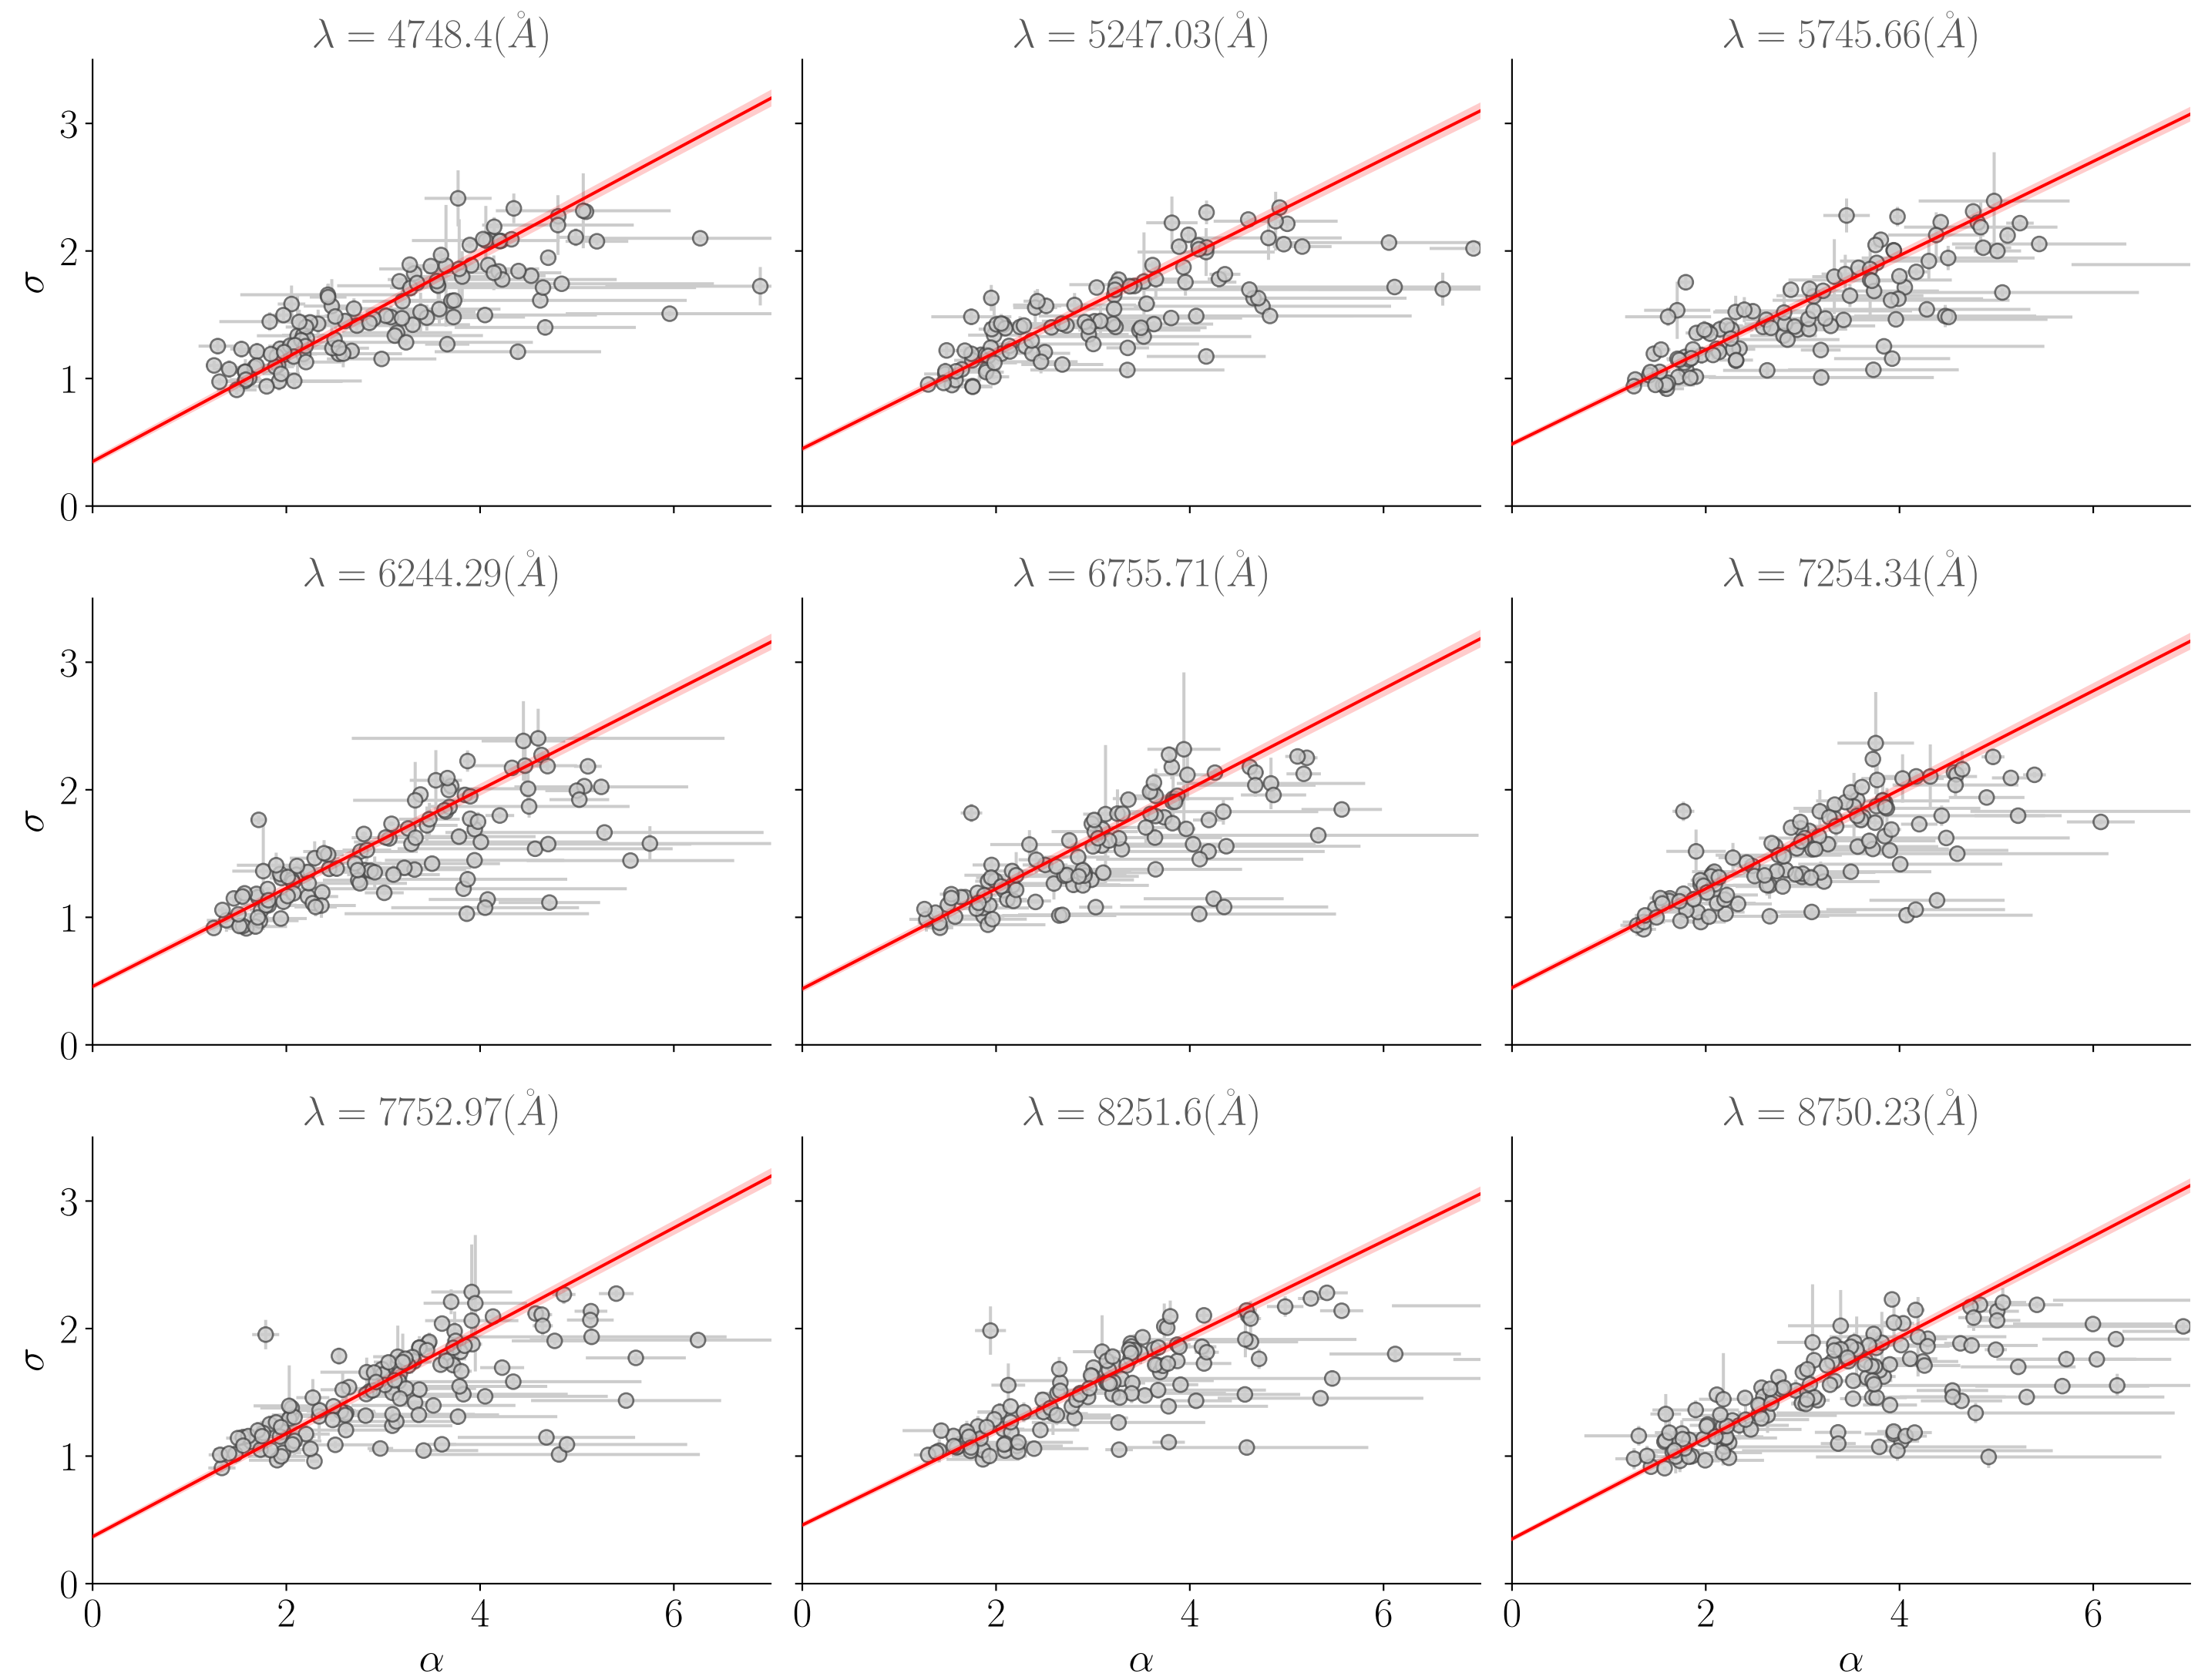 λ = 4748.4(Å) λ = 5247.03(Å) λ = 5745.66(Å)
3
2
σ
1
0
λ = 6244.29(Å) λ = 6755.71(Å) λ = 7254.34(Å)
3
2
σ
1
0
λ = 7752.97(Å) λ = 8251.6(Å) λ = 8750.23(Å)
3
2
σ
1
0
0 2 4 6 0 2 4 6 0 2 4 6
α α α